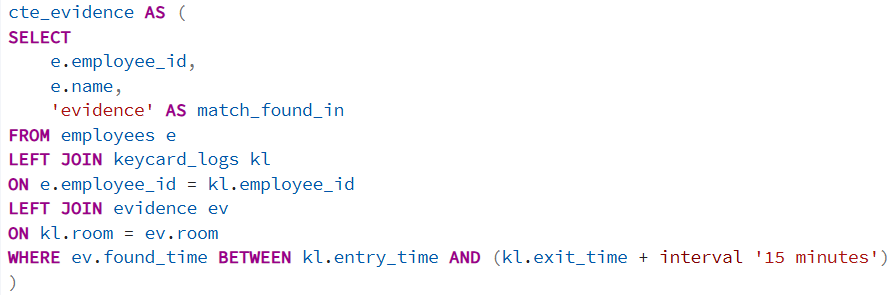 cte_evidence AS (
SELECT
    e.employee_id,
    e.name,
    'evidence' AS match_found_in
FROM employees e
LEFT JOIN keycard_logs kl
ON e.employee_id = kl.employee_id
LEFT JOIN evidence ev
ON kl.room = ev.room
WHERE ev.found_time BETWEEN kl.entry_time AND (kl.exit_time + interval '15 minutes')
)